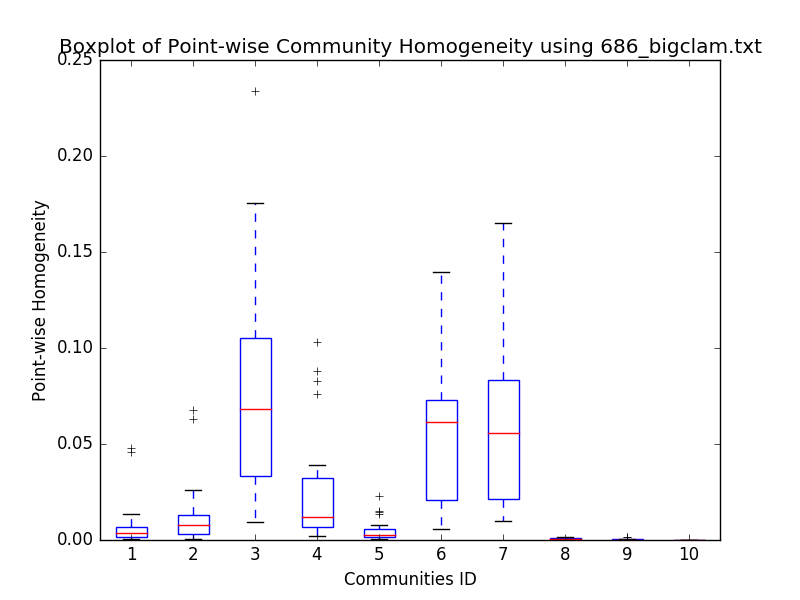 Boxplot of Point-wise Community Homogeneity using 686_bigclam.txt
0.25
0.20
0.15
0.10
0.05
0.00
Point-wise Homogeneity
1 2 3 4 5 6 7 8 9 10
Communities ID